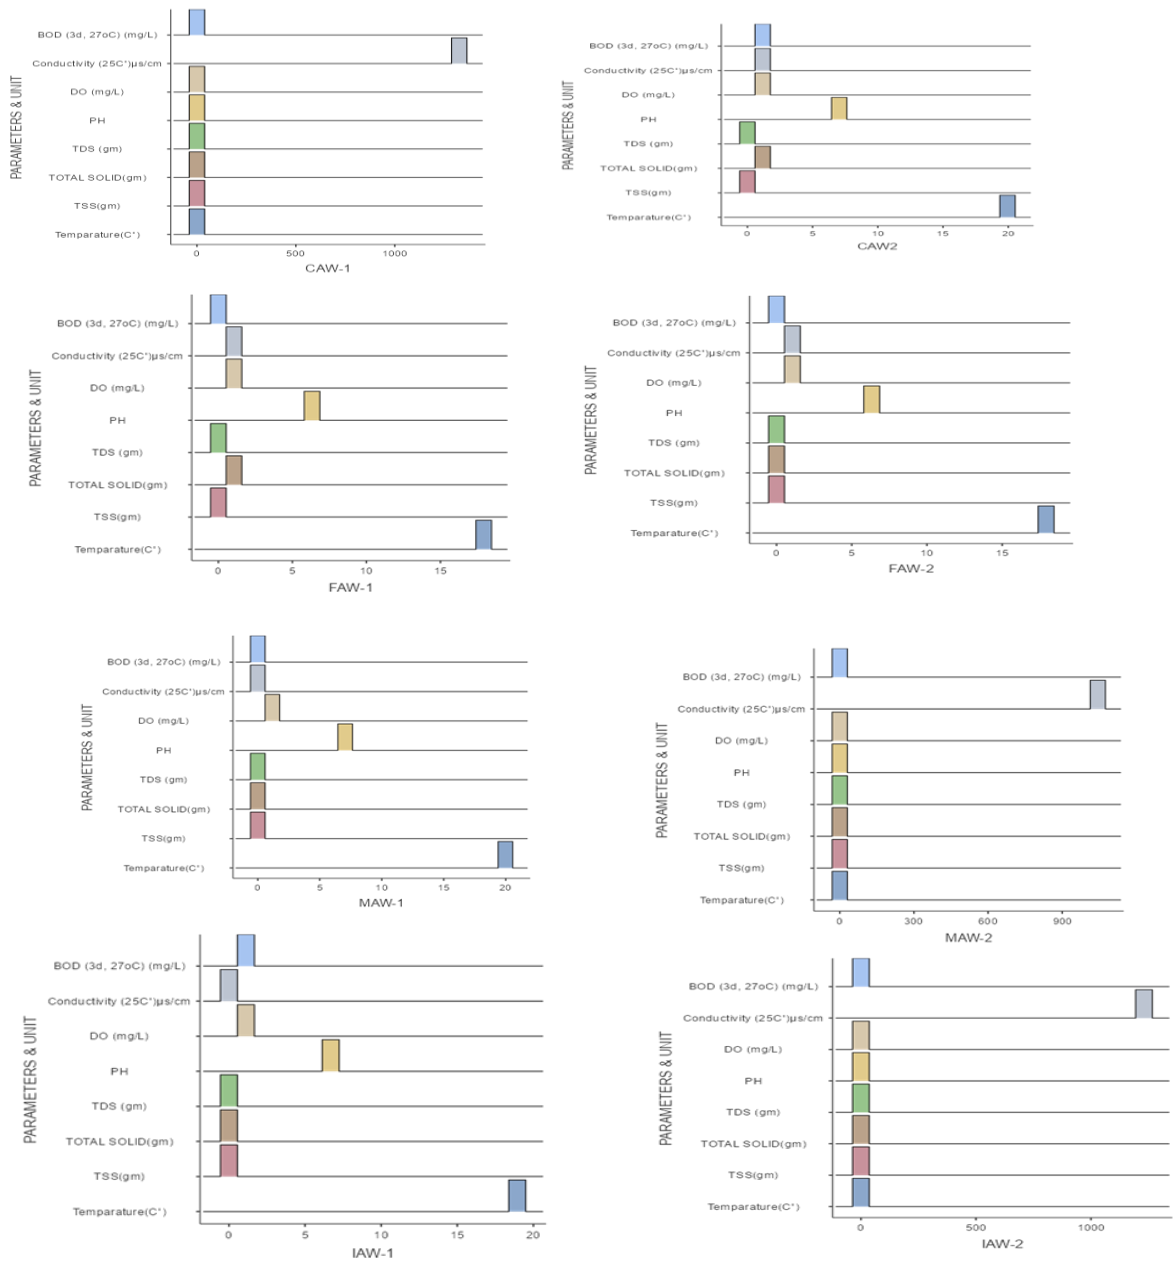 PARAMETERS & UNIT
BOD (3d, 27oC) (mg/L)
Conductivity (25C°)µs/cm
DO (mg/L)
PH
TDS (gm)
TOTAL SOLID(gm)
TSS(gm)
Temparature(C°)
0 500 1000
CAW-1
PARAMETERS & UNIT
BOD (3d, 27oC) (mg/L)
Conductivity (25C°)µs/cm
DO (mg/L)
PH
TDS (gm)
TOTAL SOLID(gm)
TSS(gm)
Temparature(C°)
0 5 10 15 20
CAW2
PARAMETERS & UNIT
BOD (3d, 27oC) (mg/L)
Conductivity (25C°)µs/cm
DO (mg/L)
PH
TDS (gm)
TOTAL SOLID(gm)
TSS(gm)
Temparature(C°)
0 5 10 15
FAW-1
PARAMETERS & UNIT
BOD (3d, 27oC) (mg/L)
Conductivity (25C°)µs/cm
DO (mg/L)
PH
TDS (gm)
TOTAL SOLID(gm)
TSS(gm)
Temparature(C°)
0 5 10 15
FAW-2
PARAMETERS & UNIT
BOD (3d, 27oC) (mg/L)
Conductivity (25C°)µs/cm
DO (mg/L)
PH
TDS (gm)
TOTAL SOLID(gm)
TSS(gm)
Temparature(C°)
0 5 10 15 20
MAW-1
PARAMETERS & UNIT
BOD (3d, 27oC) (mg/L)
Conductivity (25C°)µs/cm
DO (mg/L)
PH
TDS (gm)
TOTAL SOLID(gm)
TSS(gm)
Temparature(C°)
0 300 600 900
MAW-2
PARAMETERS & UNIT
BOD (3d, 27oC) (mg/L)
Conductivity (25C°)µs/cm
DO (mg/L)
PH
TDS (gm)
TOTAL SOLID(gm)
TSS(gm)
Temparature(C°)
0 5 10 15 20
IAW-1
PARAMETERS & UNIT
BOD (3d, 27oC) (mg/L)
Conductivity (25C°)µs/cm
DO (mg/L)
PH
TDS (gm)
TOTAL SOLID(gm)
TSS(gm)
Temparature(C°)
0 500 1000
IAW-2